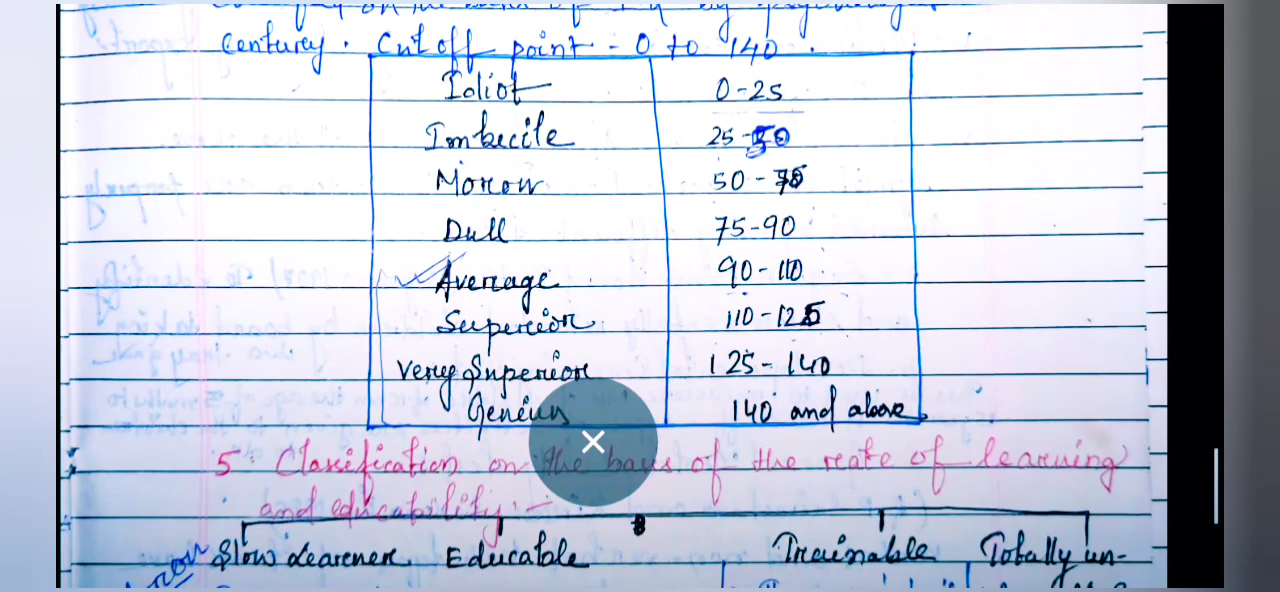 century. Cut off point - 0 to 140.
Idiot 0-25
Imbecile 25-50
Moron 50-75
Dull 75-90
Average 90-110
Superior 110-125
Very Superior 125-140
Genius 140 and above
5. Classification on the basis of the rate of learning
and educability :-
Slow learner Educable Trainable Totally un-